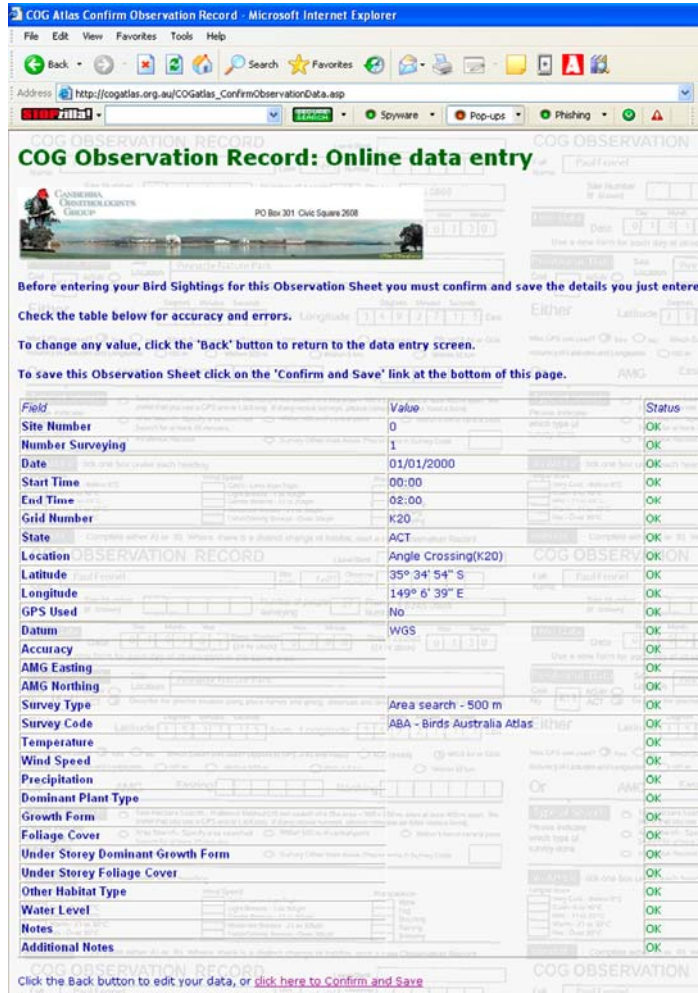 COG Atlas Confirm Observation Record - Microsoft Internet Explorer
File Edit View Favorites Tools Help
Back Search Favorites
Address http://cogatlas.org.au/COGatlas_ConfirmObservationData.asp
STOPzilla! SECURE SEARCH Spyware Pop-ups Phishing
COG Observation Record: Online data entry
CANBERRA
ORNITHOLOGISTS
GROUP
PO Box 301 Civic Square 2608
Before entering your Bird Sightings for this Observation Sheet you must confirm and save the details you just entere
Check the table below for accuracy and errors.
To change any value, click the 'Back' button to return to the data entry screen.
To save this Observation Sheet click on the 'Confirm and Save' link at the bottom of this page.
Field Value Status
Site Number 0 OK
Number Surveying 1 OK
Date 01/01/2000 OK
Start Time 00:00 OK
End Time 02:00 OK
Grid Number K20 OK
State ACT OK
Location Angle Crossing(K20) OK
Latitude 35° 34' 54" S OK
Longitude 149° 6' 39" E OK
GPS Used No OK
Datum WGS OK
Accuracy OK
AMG Easting OK
AMG Northing OK
Survey Type Area search - 500 m OK
Survey Code ABA - Birds Australia Atlas OK
Temperature OK
Wind Speed OK
Precipitation OK
Dominant Plant Type OK
Growth Form OK
Foliage Cover OK
Under Storey Dominant Growth Form OK
Under Storey Foliage Cover OK
Other Habitat Type OK
Water Level OK
Notes OK
Additional Notes OK
Click the Back button to edit your data, or click here to Confirm and Save